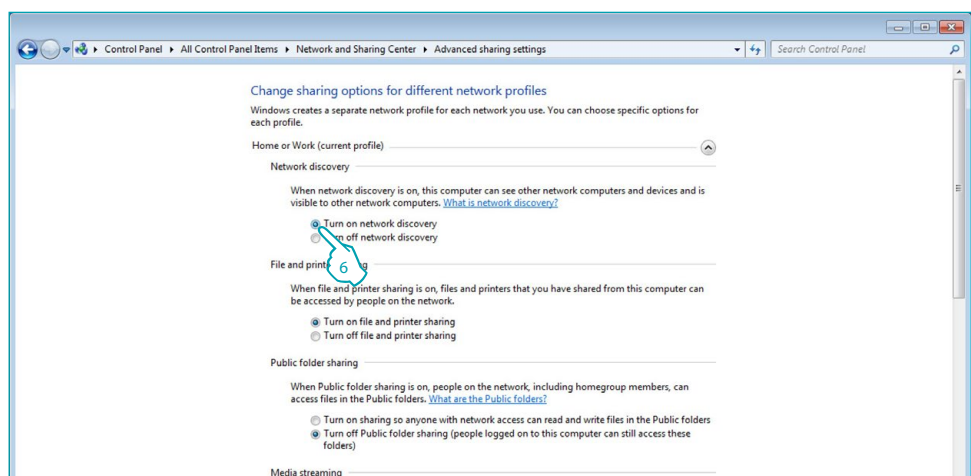 Control Panel ▸ All Control Panel Items ▸ Network and Sharing Center ▸ Advanced sharing settings
Search Control Panel
Change sharing options for different network profiles
Windows creates a separate network profile for each network you use. You can choose specific options for
each profile.
Home or Work (current profile)
Network discovery
When network discovery is on, this computer can see other network computers and devices and is
visible to other network computers. What is network discovery?
Turn on network discovery
off network discovery
File and
6
When file and printer sharing is on, files and printers that you have shared from this computer can
be accessed by people on the network.
Turn on file and printer sharing
Turn off file and printer sharing
Public folder sharing
When Public folder sharing is on, people on the network, including homegroup members, can
access files in the Public folders. What are the Public folders?
Turn on sharing so anyone with network access can read and write files in the Public folders
Turn off Public folder sharing (people logged on to this computer can still access these
folders)
Media streaming